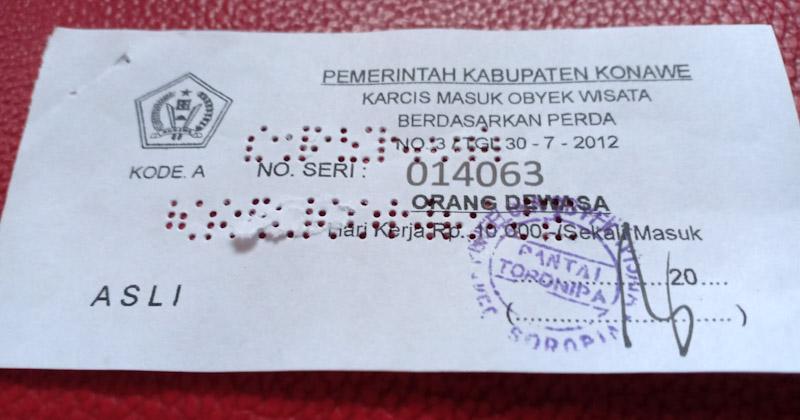 PEMERINTAH KABUPATEN KONAWE
KARCIS MASUK OBYEK WISATA
BERDASARKAN PERDA
NO. 3 / TGL 30 - 7 - 2012
KODE. A
NO. SERI : 014063
ORANG DEWASA
Hari Kerja Rp. 10.000,-/Sekali Masuk
PANTAI
TORONIPA
SOROPIA
20....
(....................)
ASLI